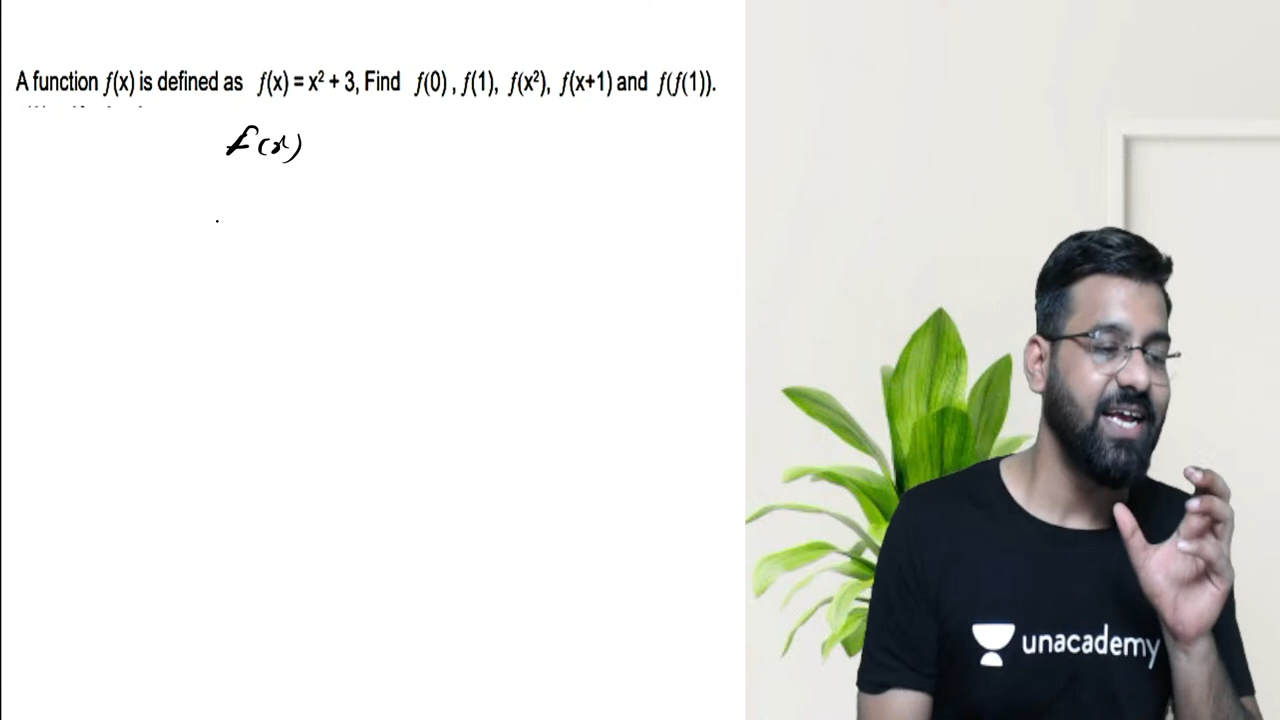 A function f(x) is defined as f(x) = x² + 3, Find f(0) , f(1), f(x²), f(x+1) and f(f(1)).
f(x)
unacademy